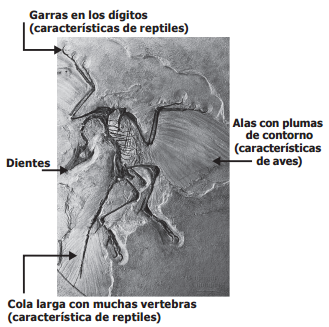 Garras en los dígitos
(características de reptiles)
Alas con plumas
de contorno
(características
de aves)
Dientes
Cola larga con muchas vertebras
(característica de reptiles)